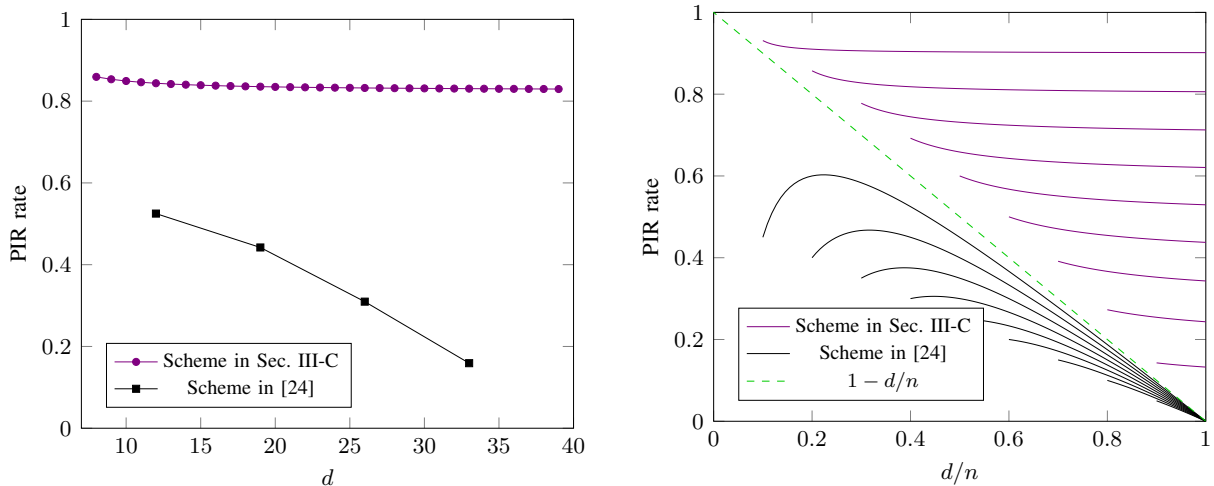 1
0.8
0.6
0.4
0.2
0
PIR rate
10 15 20 25 30 35 40
d
Scheme in Sec. III-C
Scheme in [24]
1
0.8
0.6
0.4
0.2
0
PIR rate
0 0.2 0.4 0.6 0.8 1
d/n
Scheme in Sec. III-C
Scheme in [24]
1 − d/n